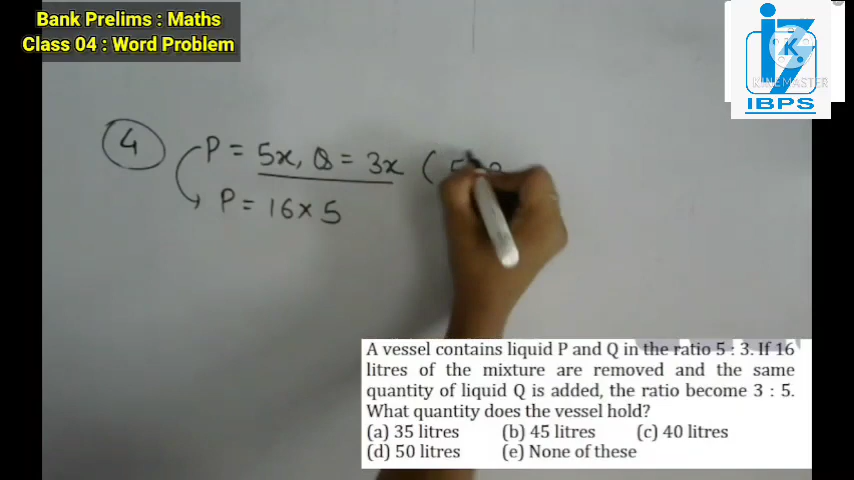 Bank Prelims : Maths
Class 04 : Word Problem
KINEMASTER
IBPS
4
P = 5x, Q = 3x (
P = 16 × 5
A vessel contains liquid P and Q in the ratio 5 : 3. If 16
litres of the mixture are removed and the same
quantity of liquid Q is added, the ratio become 3 : 5.
What quantity does the vessel hold?
(a) 35 litres (b) 45 litres (c) 40 litres
(d) 50 litres (e) None of these